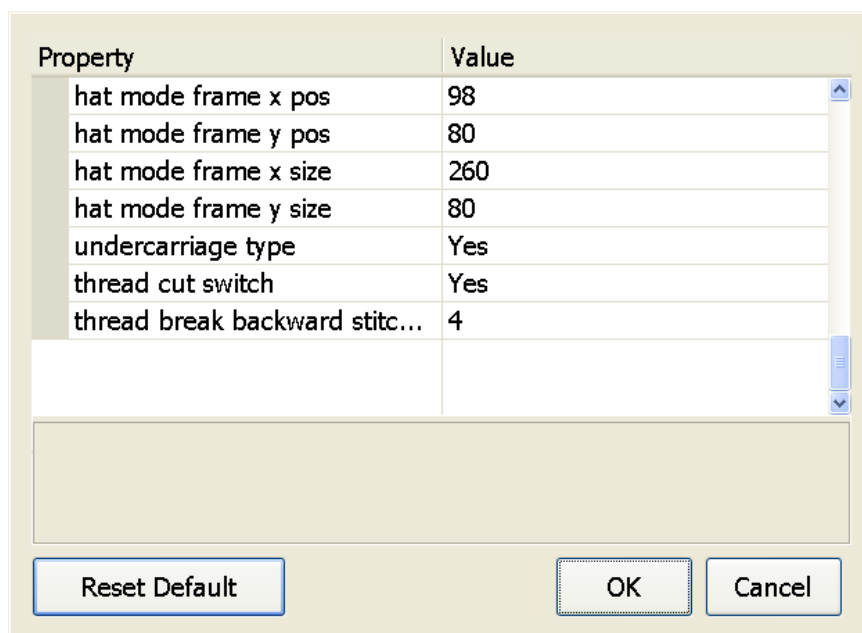 Property Value
hat mode frame x pos 98
hat mode frame y pos 80
hat mode frame x size 260
hat mode frame y size 80
undercarriage type Yes
thread cut switch Yes
thread break backward stitc... 4
Reset Default OK Cancel